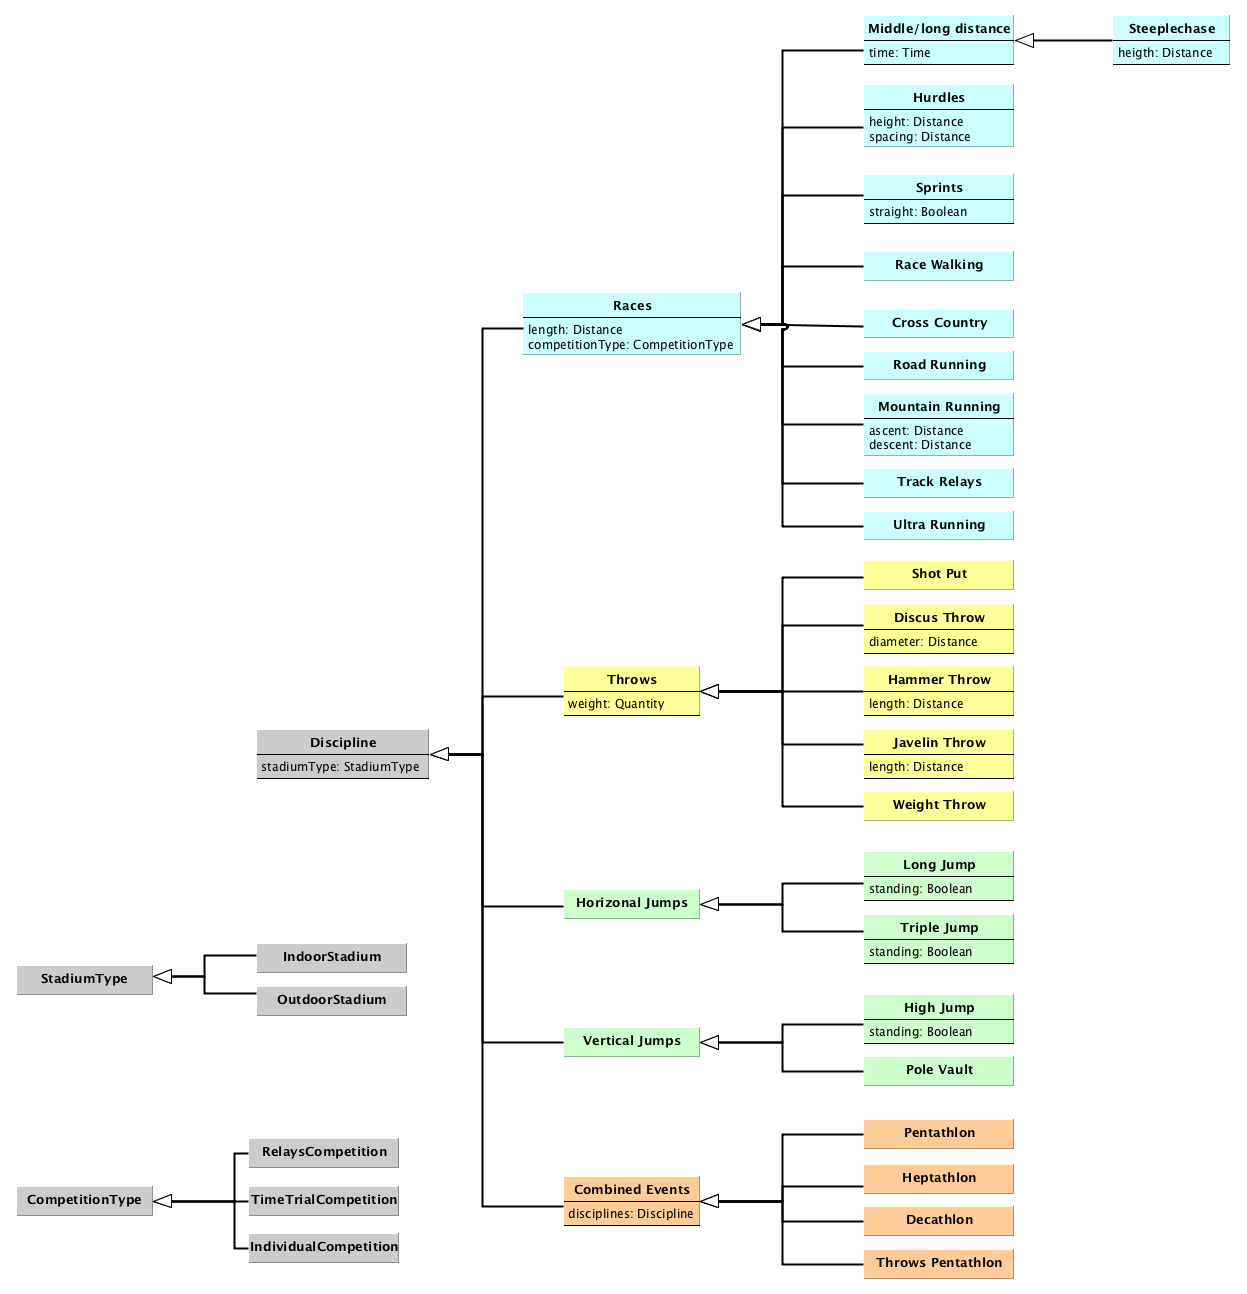 Middle/long distance
time: Time
Steeplechase
heigth: Distance
Hurdles
height: Distance
spacing: Distance
Sprints
straight: Boolean
Race Walking
Races
length: Distance
competitionType: CompetitionType
Cross Country
Road Running
Mountain Running
ascent: Distance
descent: Distance
Track Relays
Ultra Running
Shot Put
Discus Throw
diameter: Distance
Throws
weight: Quantity
Hammer Throw
length: Distance
Discipline
stadiumType: StadiumType
Javelin Throw
length: Distance
Weight Throw
Long Jump
standing: Boolean
Horizonal Jumps
Triple Jump
standing: Boolean
StadiumType
IndoorStadium
OutdoorStadium
High Jump
standing: Boolean
Vertical Jumps
Pole Vault
Pentathlon
CompetitionType
RelaysCompetition
TimeTrialCompetition
IndividualCompetition
Combined Events
disciplines: Discipline
Heptathlon
Decathlon
Throws Pentathlon